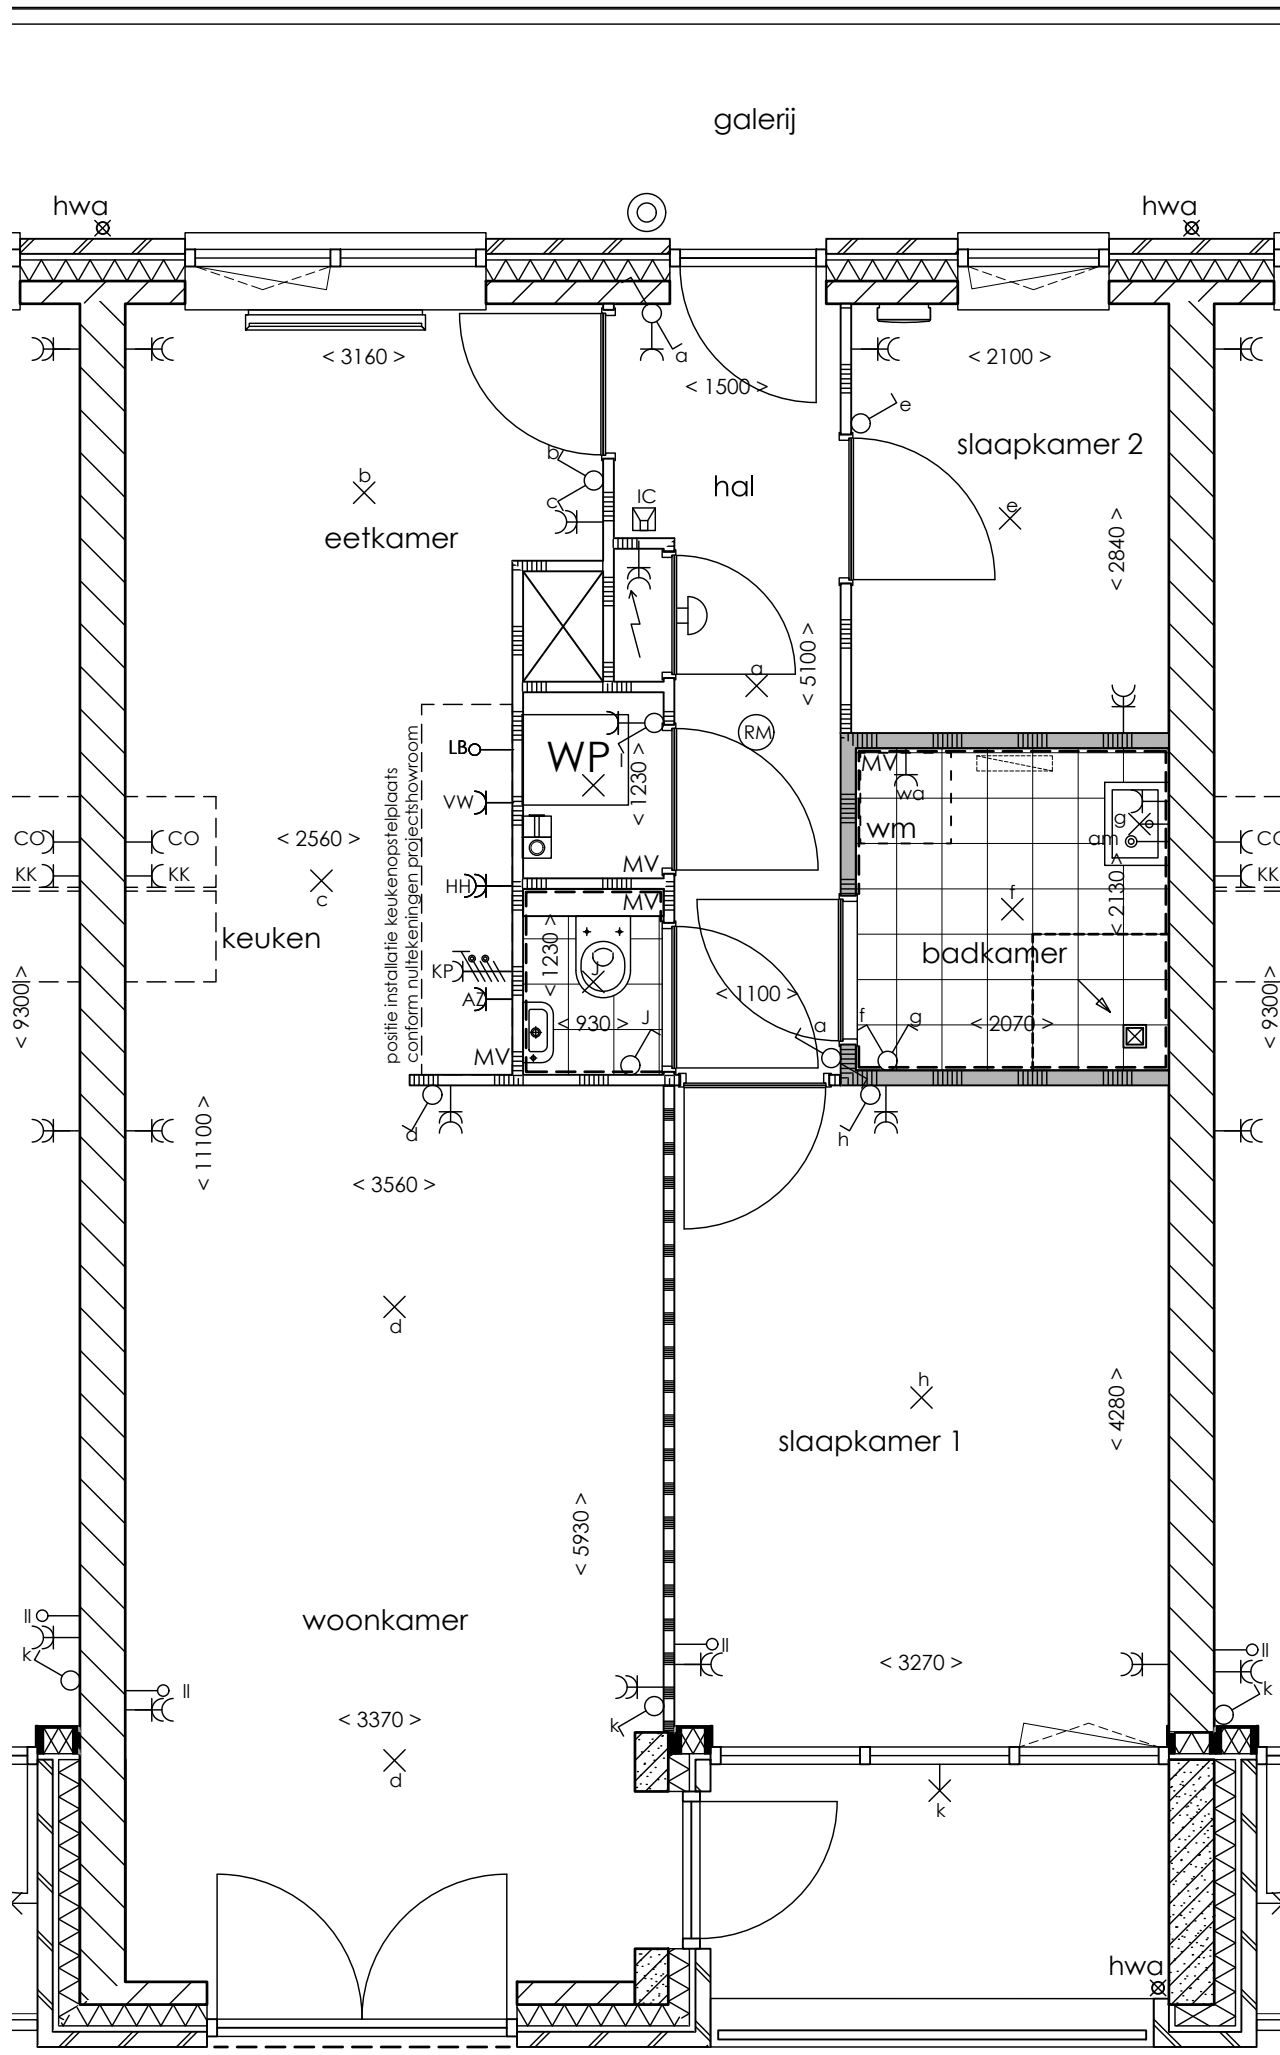 galerij
hwa
hwa
< 3160 >
a
< 1500 >
< 2100 >
e
slaapkamer 2
b
b
c
IC
hal
e
eetkamer
< 2840 >
< 5100 >
a
positie installatie keukenopstelplaats
conform nultekeningen projectshowroom
LB
WP
i
< 1230 >
RM
MV
wa
VW
wm
g
am
CO
CO
CO
< 2560 >
KK
KK
KK
c
HH
MV
MV
f
< 2130 >
keuken
badkamer
< 1230 >
KP
J
AZ
< 9300 >
< 9300 >
< 1100 >
< 930 >
J
a
f
g
< 2070 >
MV
d
h
< 11100 >
< 3560 >
d
h
< 4280 >
slaapkamer 1
< 5930 >
woonkamer
ll
k
ll
ll
< 3270 >
ll
k
< 3370 >
k
d
k
hwa